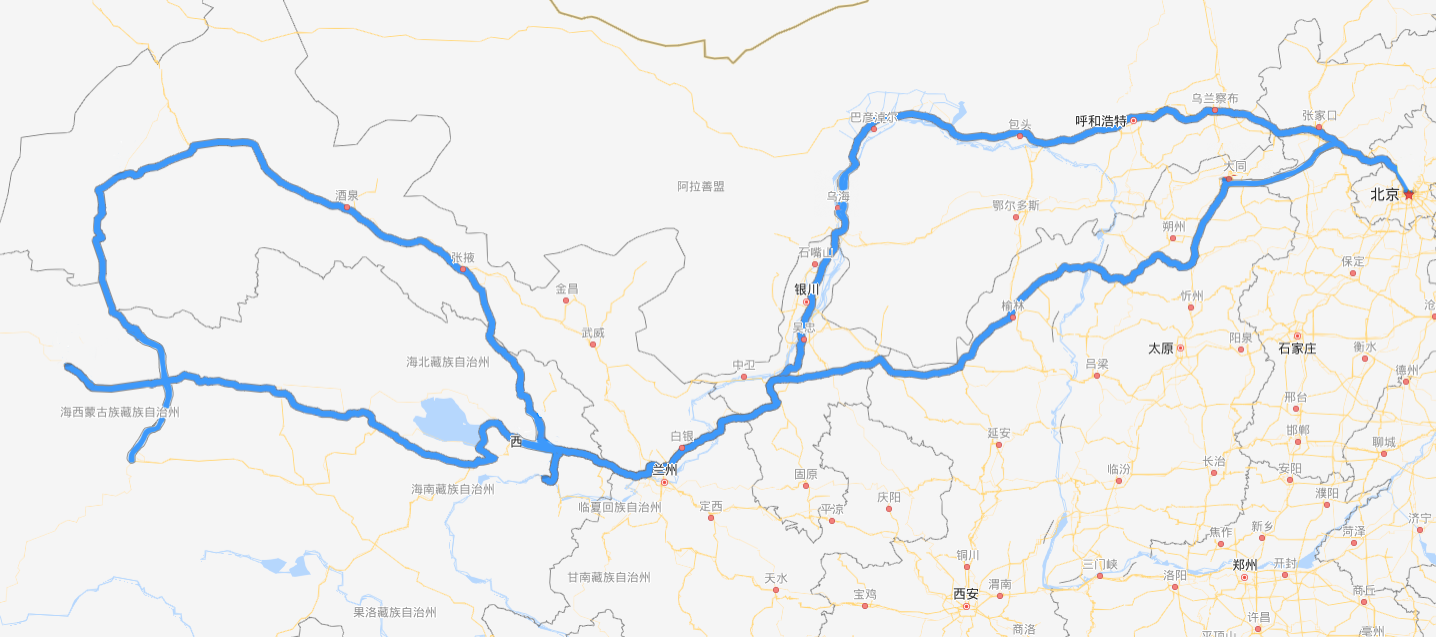 乌兰察布
张家口
巴彦淖尔
包头
呼和浩特
大同
北京
阿拉善盟
酒泉
乌海
鄂尔多斯
朔州
石嘴山
张掖
保定
金昌
银川
忻州
榆林
沧
吴忠
武威
阳泉
太原
石家庄
衡水
海北藏族自治州
中卫
吕梁
德州
海西蒙古族藏族自治州
邢台
西
白银
延安
邯郸
聊城
兰州
临汾
长治
安阳
固原
海南藏族自治州
庆阳
濮阳
临夏回族自治州
定西
平凉
济宁
焦作
新乡
菏泽
铜川
三门峡
郑州
开封
甘南藏族自治州
天水
洛阳
渭南
西安
宝鸡
商丘
果洛藏族自治州
许昌
商洛
平顶山
亳州